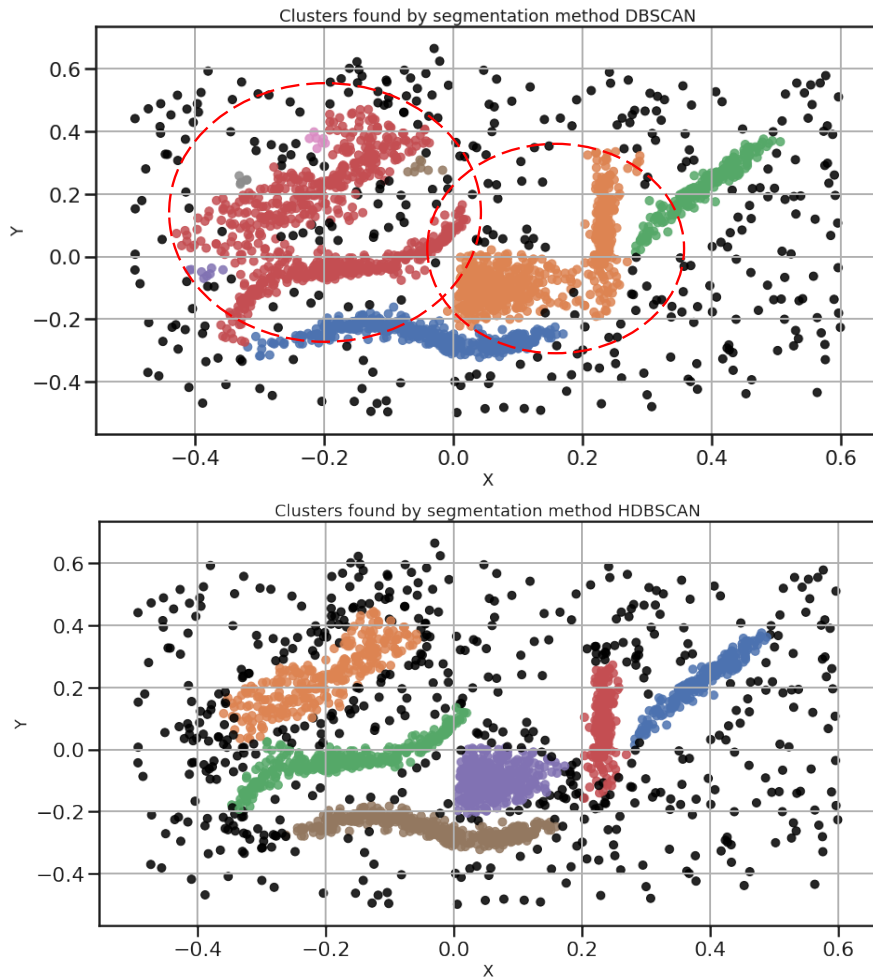 Clusters found by segmentation method DBSCAN
0.6
0.4
0.2
0.0
−0.2
−0.4
Y
−0.4 −0.2 0.0 0.2 0.4 0.6
X
Clusters found by segmentation method HDBSCAN
0.6
0.4
0.2
0.0
−0.2
−0.4
Y
−0.4 −0.2 0.0 0.2 0.4 0.6
X